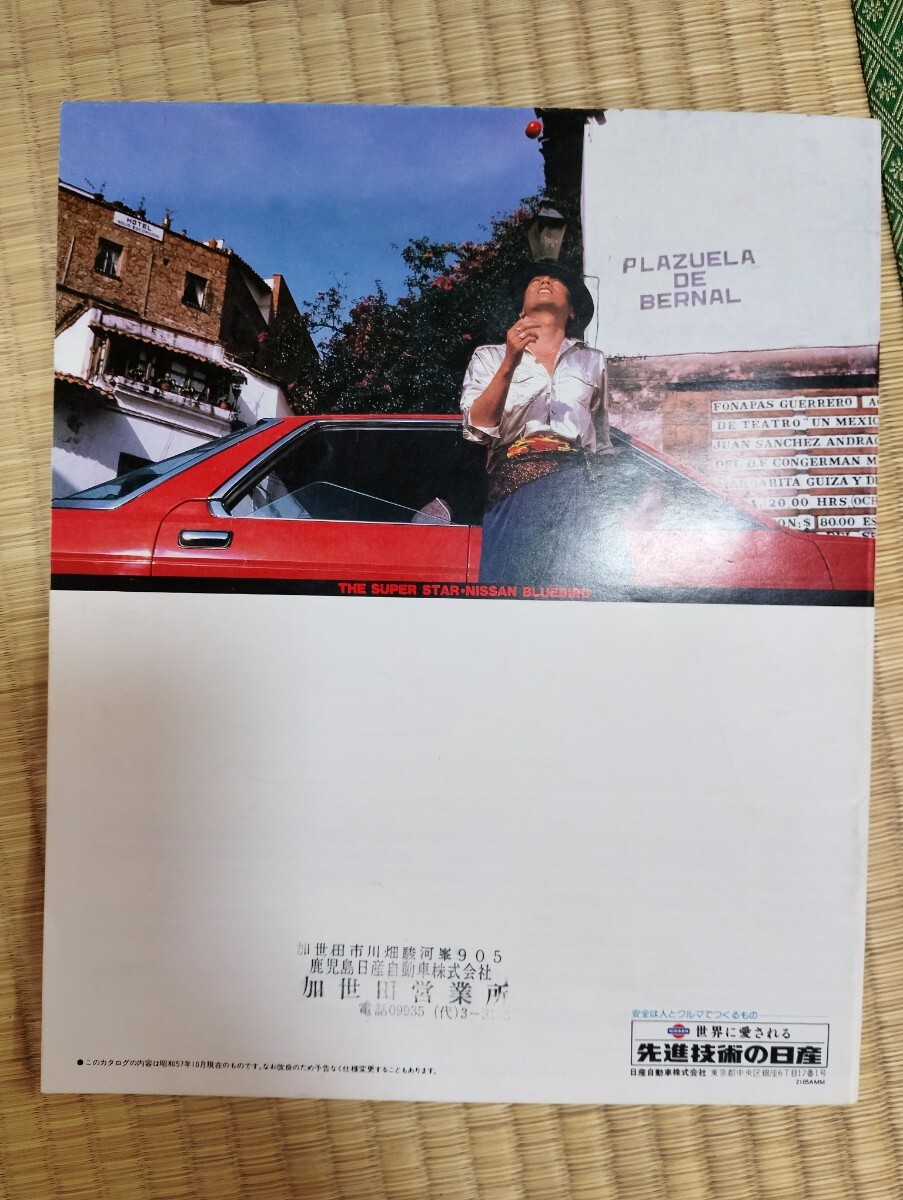 HOTEL
PLAZUELA
DE
BERNAL
FONAPAS GUERRERO
DE TEATRO "UN MEXIC
JUAN SANCHEZ ANDRAC
DEL D.F. CONGERMAN M
MARGARITA GUIZA Y D
A 20:00 HRS (OC
ON: $ 80.00 ES
THE SUPER STAR・NISSAN BLUEBIRD
加世田市川畑駿河峯905
鹿児島日産自動車株式会社
加世田営業所
電話09935 (代) 3-
安全は人とクルマでつくるもの
NISSAN 世界に愛される
先進技術の日産
日産自動車株式会社 東京都中央区銀座6丁目17番1号
2105AMM
●このカタログの内容は昭和57年10月現在のものです。なお改良のため予告なく仕様変更することもあります。